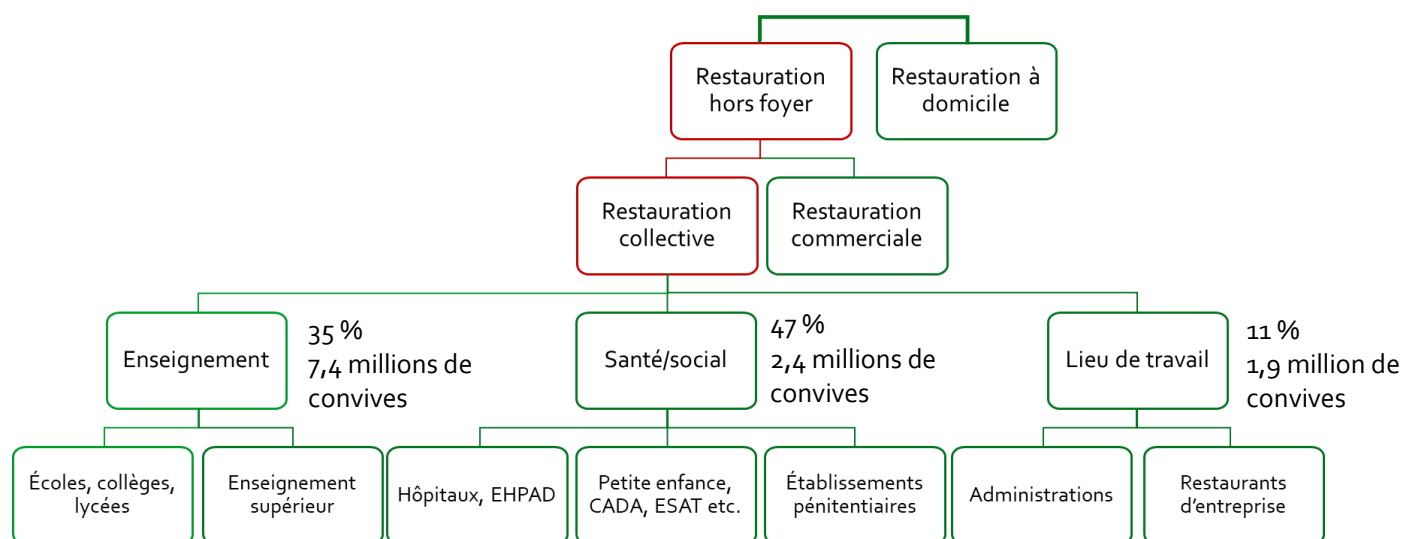 Restauration
hors foyer
Restauration à
domicile
Restauration
collective
Restauration
commerciale
Enseignement
35 %
7,4 millions de
convives
Santé/social
47 %
2,4 millions de
convives
Lieu de travail
11 %
1,9 million de
convives
Écoles, collèges,
lycées
Enseignement
supérieur
Hôpitaux, EHPAD
Petite enfance,
CADA, ESAT etc.
Établissements
pénitentiaires
Administrations
Restaurants
d'entreprise